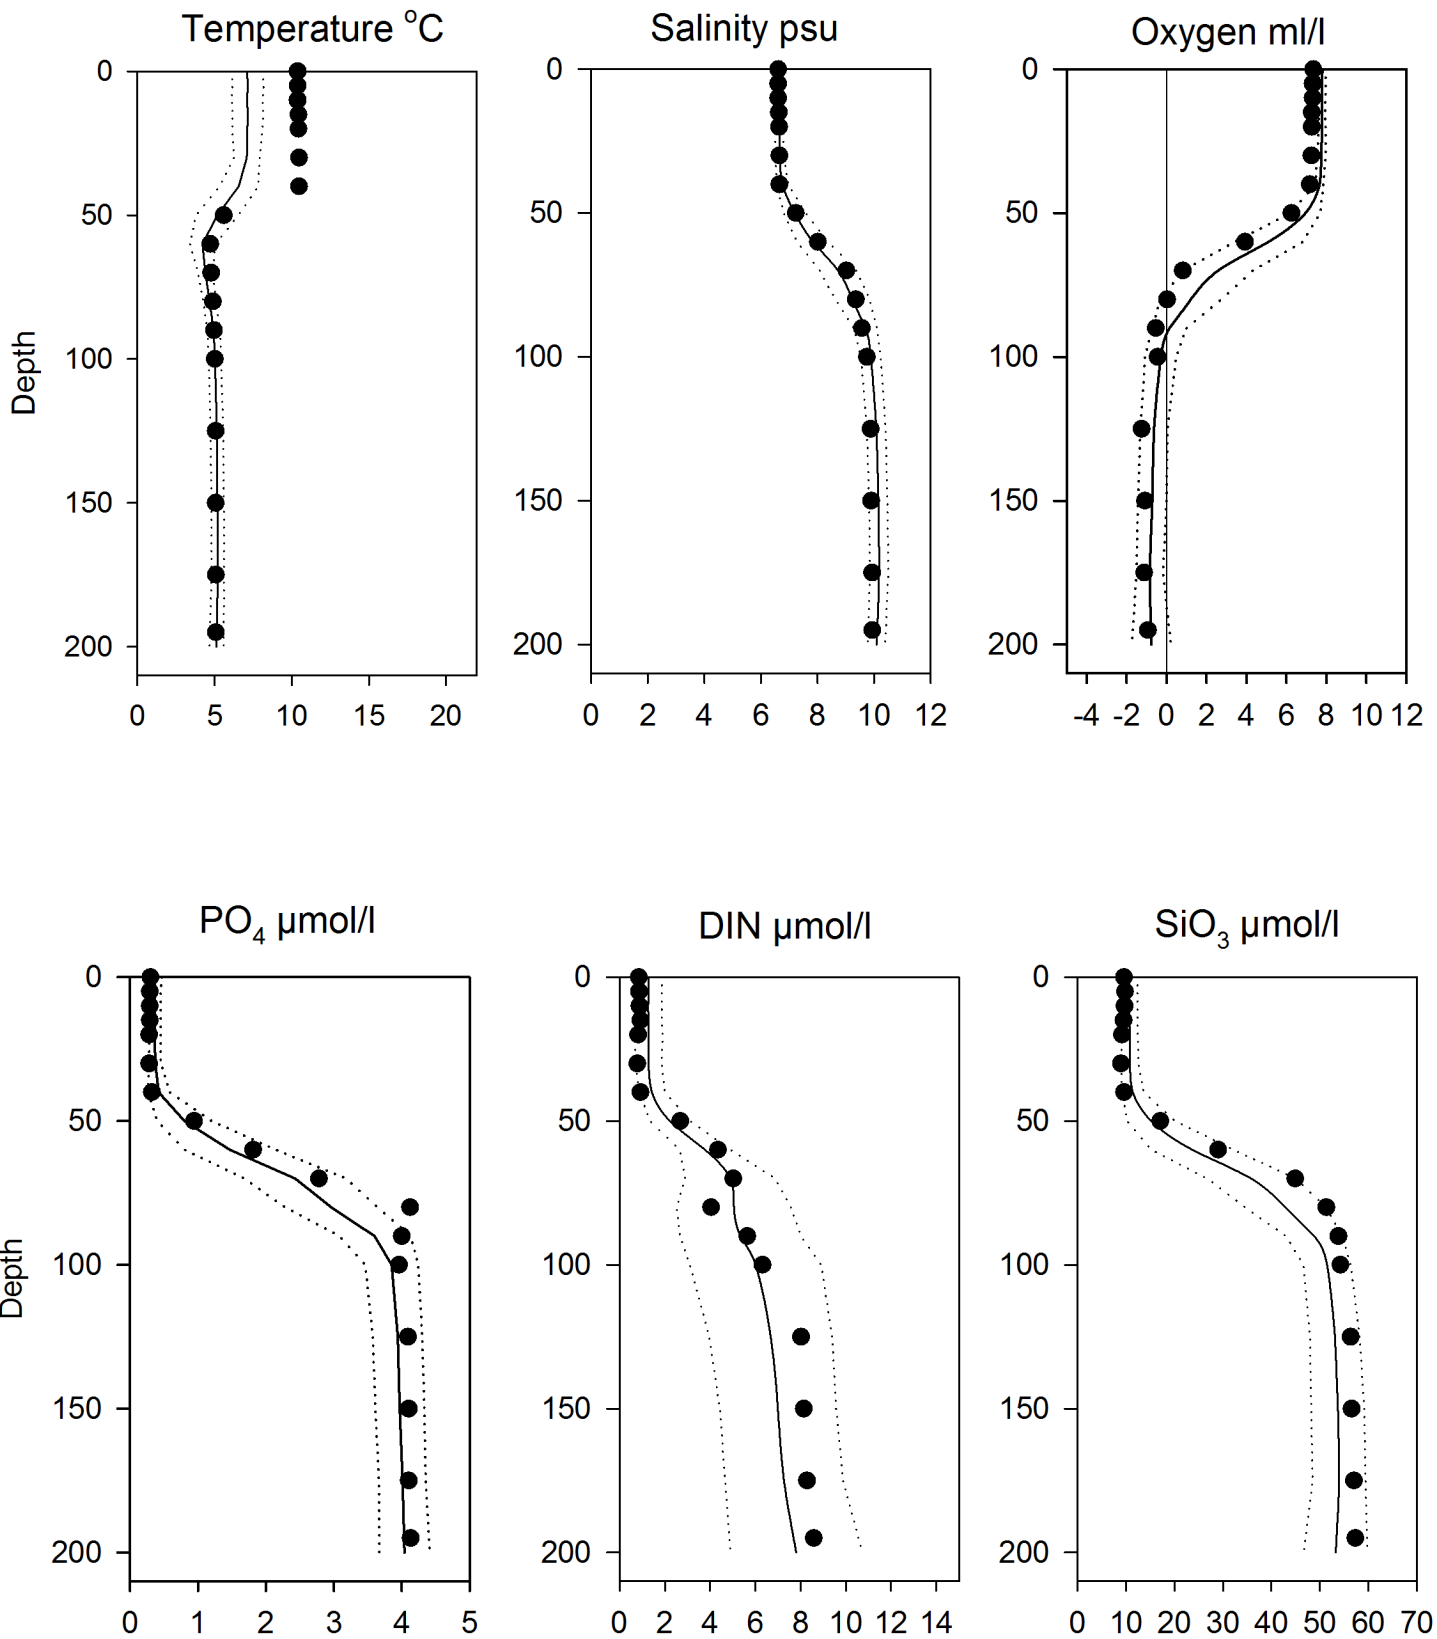 Temperature °C Salinity psu Oxygen ml/l
0 0 0
50 50 50
100 100 100
150 150 150
200 200 200
Depth
0 5 10 15 20 0 2 4 6 8 10 12 -4 -2 0 2 4 6 8 10 12
PO₄ µmol/l DIN µmol/l SiO₃ µmol/l
0 0 0
50 50 50
100 100 100
150 150 150
200 200 200
Depth
0 1 2 3 4 5 0 2 4 6 8 10 12 14 0 10 20 30 40 50 60 70